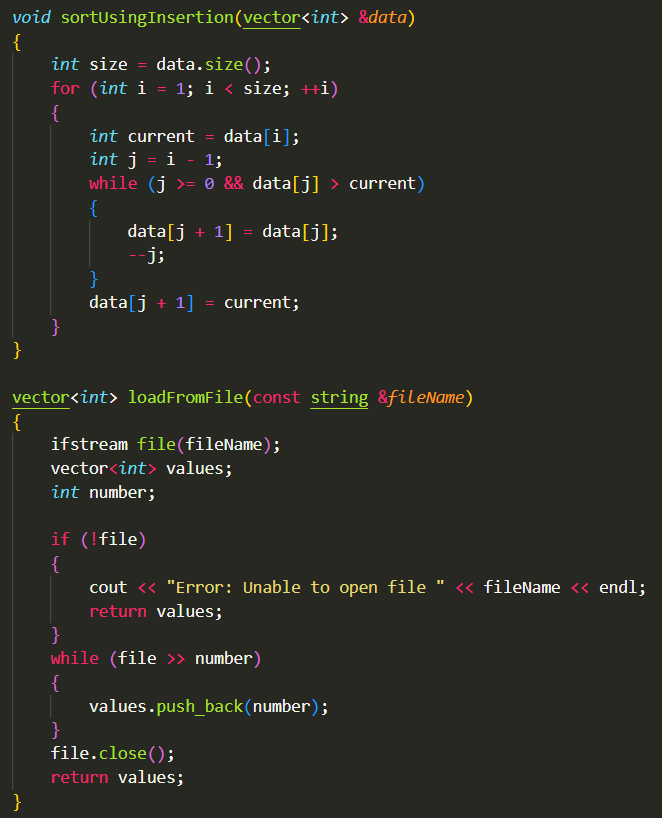 void sortUsingInsertion(vector<int> &data)
{
    int size = data.size();
    for (int i = 1; i < size; ++i)
    {
        int current = data[i];
        int j = i - 1;
        while (j >= 0 && data[j] > current)
        {
            data[j + 1] = data[j];
            --j;
        }
        data[j + 1] = current;
    }
}

vector<int> loadFromFile(const string &fileName)
{
    ifstream file(fileName);
    vector<int> values;
    int number;

    if (!file)
    {
        cout << "Error: Unable to open file " << fileName << endl;
        return values;
    }
    while (file >> number)
    {
        values.push_back(number);
    }
    file.close();
    return values;
}